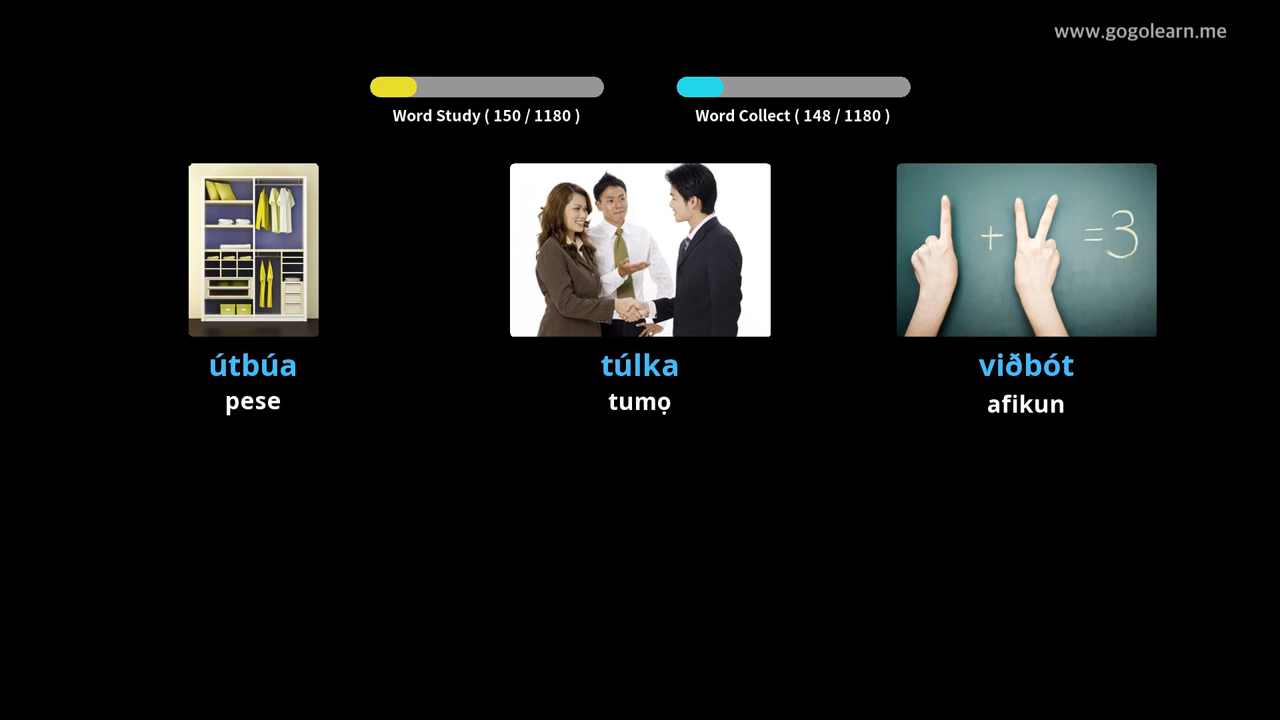 www.gogolearn.me
Word Study ( 150 / 1180 )
Word Collect ( 148 / 1180 )
+ =3
útbúa
pese
túlka
tumọ
viðbót
afikun